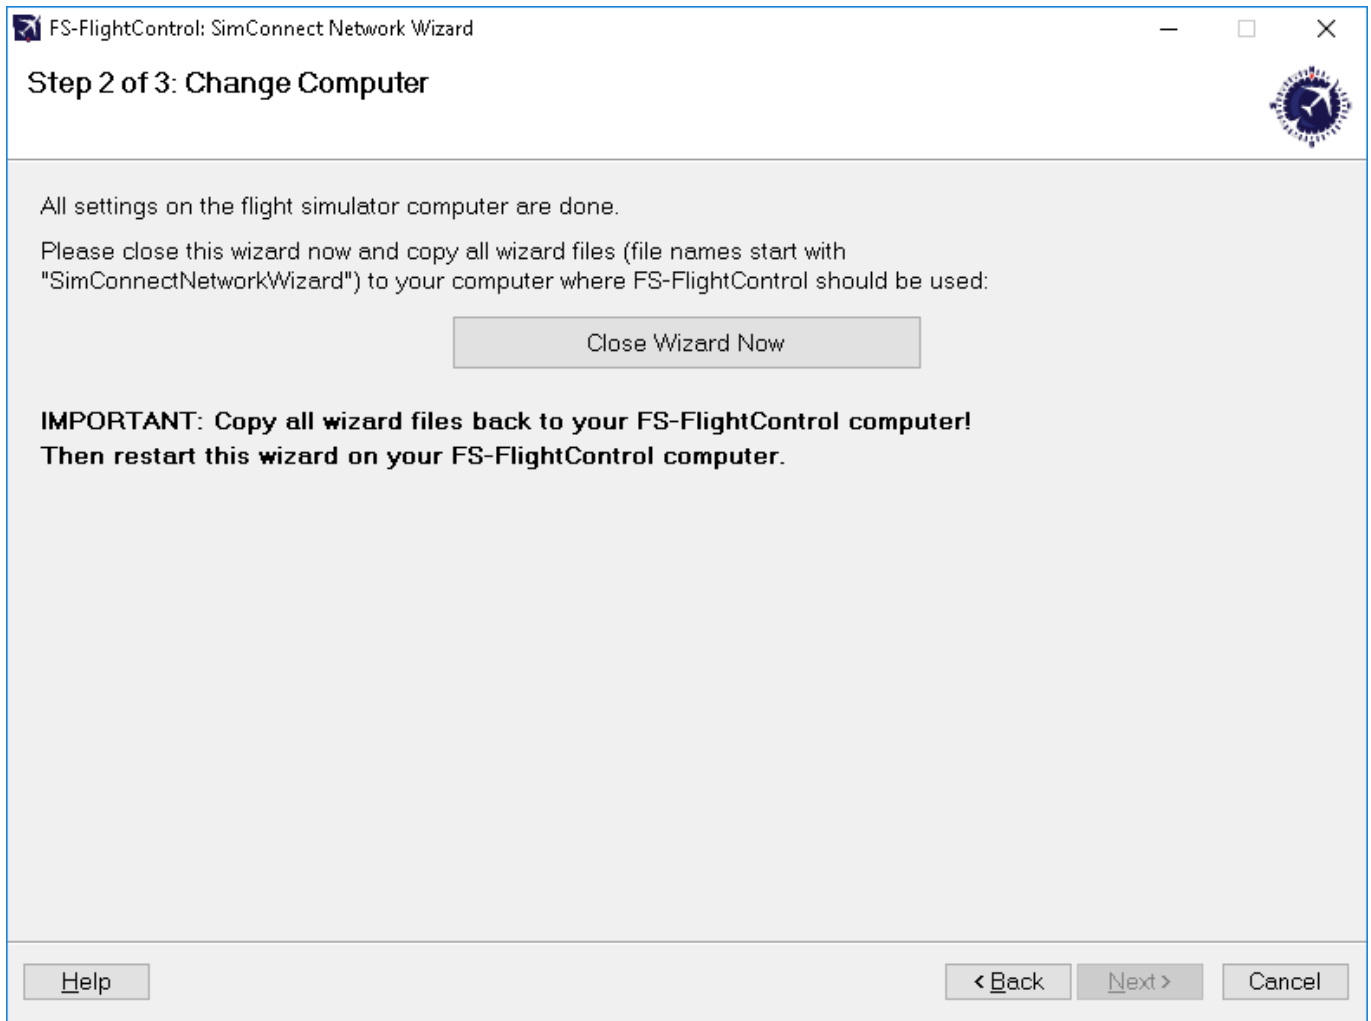 FS-FlightControl: SimConnect Network Wizard
Step 2 of 3: Change Computer
All settings on the flight simulator computer are done.
Please close this wizard now and copy all wizard files (file names start with
"SimConnectNetworkWizard") to your computer where FS-FlightControl should be used:
Close Wizard Now
IMPORTANT: Copy all wizard files back to your FS-FlightControl computer!
Then restart this wizard on your FS-FlightControl computer.
Help
< Back
Next >
Cancel